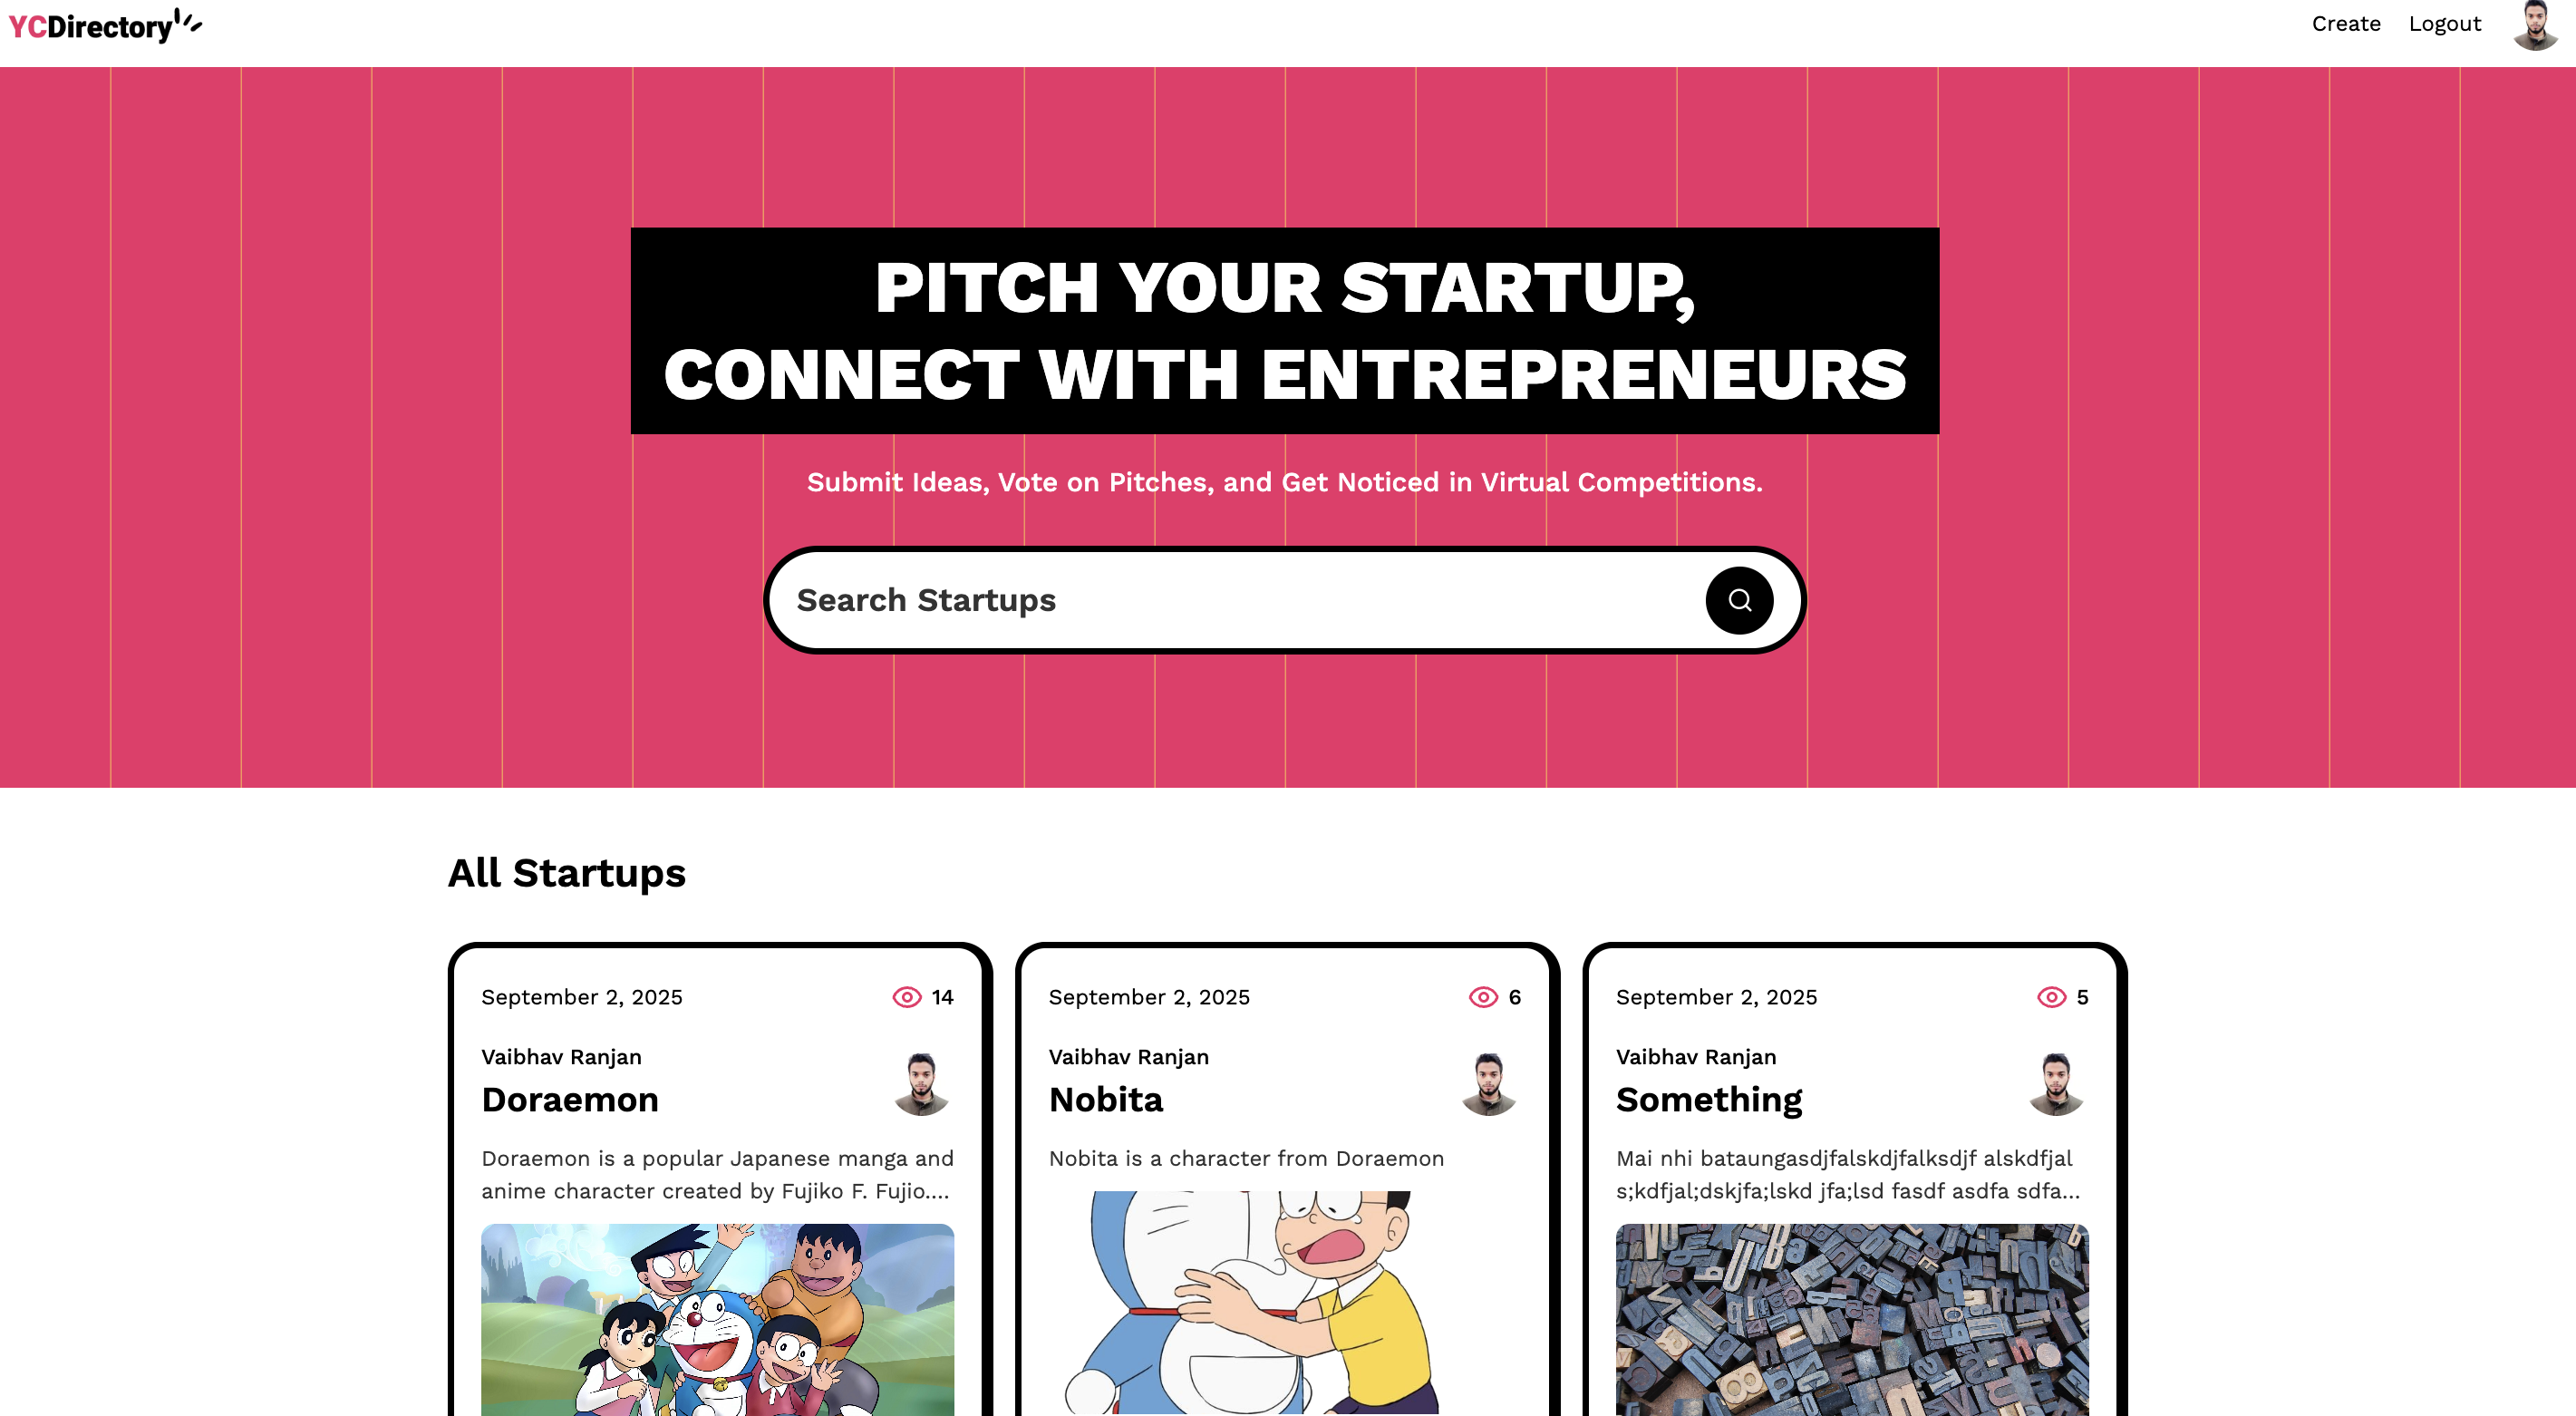 YCDirectory
Create
Logout
PITCH YOUR STARTUP,
CONNECT WITH ENTREPRENEURS
Submit Ideas, Vote on Pitches, and Get Noticed in Virtual Competitions.
Search Startups
All Startups
September 2, 2025
14
Vaibhav Ranjan
Doraemon
Doraemon is a popular Japanese manga and
anime character created by Fujiko F. Fujio....
September 2, 2025
6
Vaibhav Ranjan
Nobita
Nobita is a character from Doraemon
September 2, 2025
5
Vaibhav Ranjan
Something
Mai nhi bataungasdjfalskdjfalksdjf alskdfjal
s;kdfjal;dskjfa;lskd jfa;lsd fasdf asdfa sdfa...